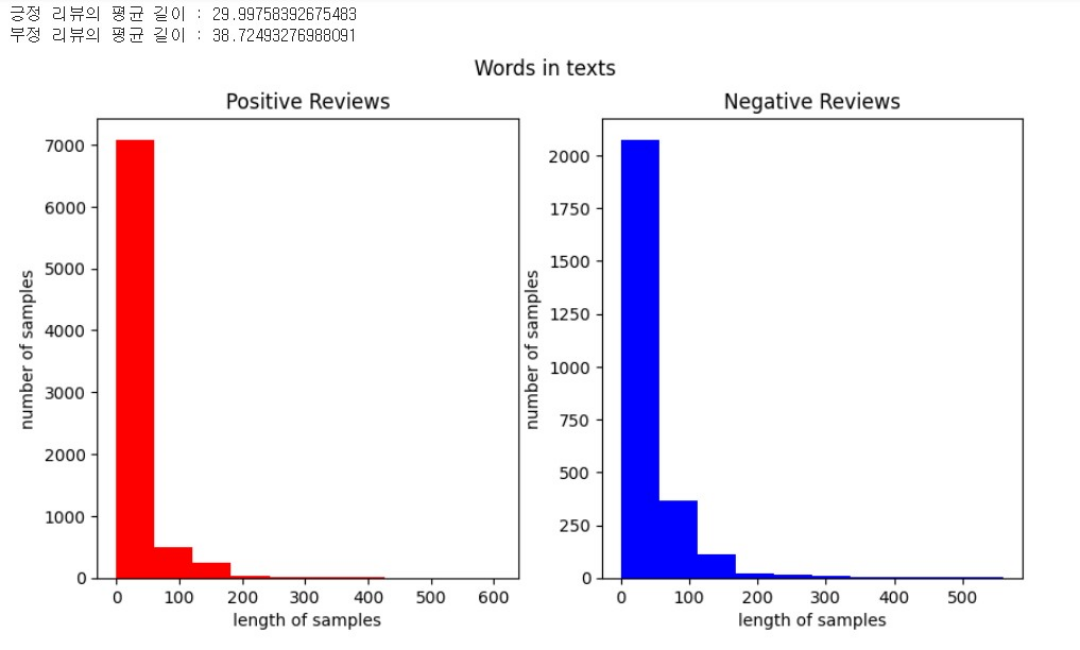 긍정 리뷰의 평균 길이 : 29.99758392675483
부정 리뷰의 평균 길이 : 38.72493276988091
Words in texts
Positive Reviews
7000
6000
5000
4000
3000
2000
1000
0
number of samples
0 100 200 300 400 500 600
length of samples
Negative Reviews
2000
1750
1500
1250
1000
750
500
250
0
number of samples
0 100 200 300 400 500
length of samples